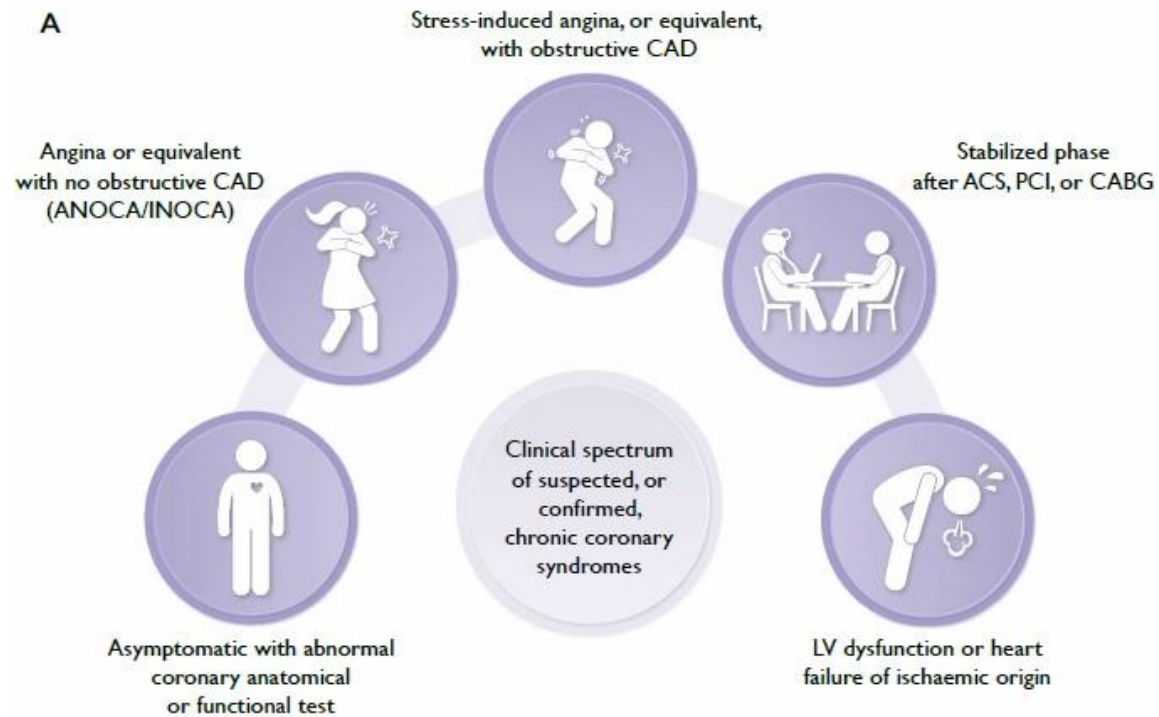 A
Stress-induced angina, or equivalent,
with obstructive CAD
Angina or equivalent
with no obstructive CAD
(ANOCA/INOCA)
Stabilized phase
after ACS, PCI, or CABG
Clinical spectrum
of suspected, or
confirmed,
chronic coronary
syndromes
Asymptomatic with abnormal
coronary anatomical
or functional test
LV dysfunction or heart
failure of ischaemic origin